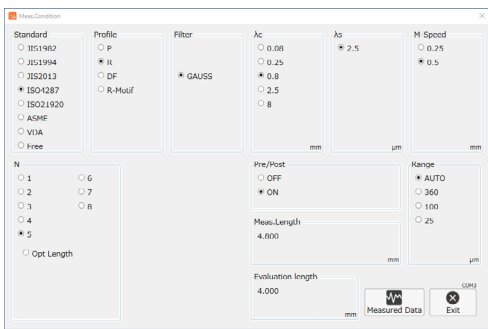 Meas.Condition
Standard
JIS1982
JIS1994
JIS2013
ISO4287
ISO21920
ASME
VDA
Free
Profile
P
R
DF
R-Motif
Filter
GAUSS
λc
0.08
0.25
0.8
2.5
8
mm
λs
2.5
μm
M-Speed
0.25
0.5
mm
N
1
2
3
4
5
6
7
8
Opt Length
Pre/Post
OFF
ON
Meas.Length
4.800
mm
Evaluation length
4.000
mm
Range
AUTO
360
100
25
μm
COM3
Measured Data
Exit